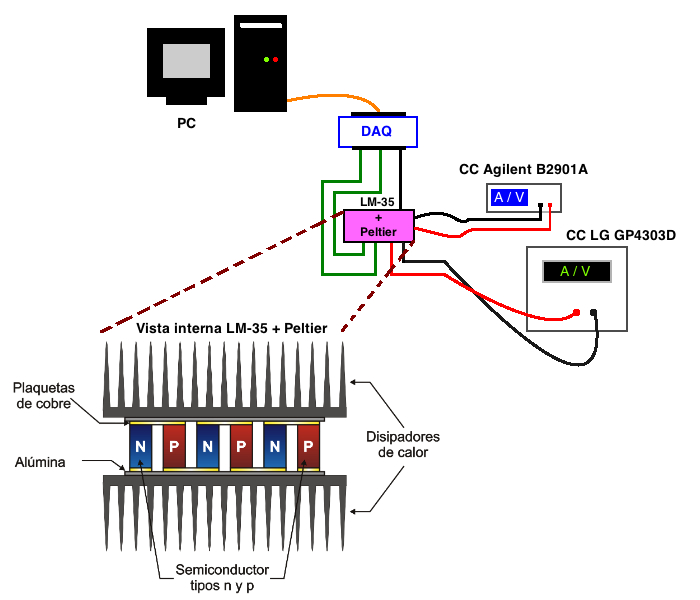 PC
DAQ
CC Agilent B2901A
A / V
LM-35
+
Peltier
CC LG GP4303D
A / V
Vista interna LM-35 + Peltier
Plaquetas
de cobre
N P N P N P
Disipadores
de calor
Alúmina
Semiconductor
tipos n y p